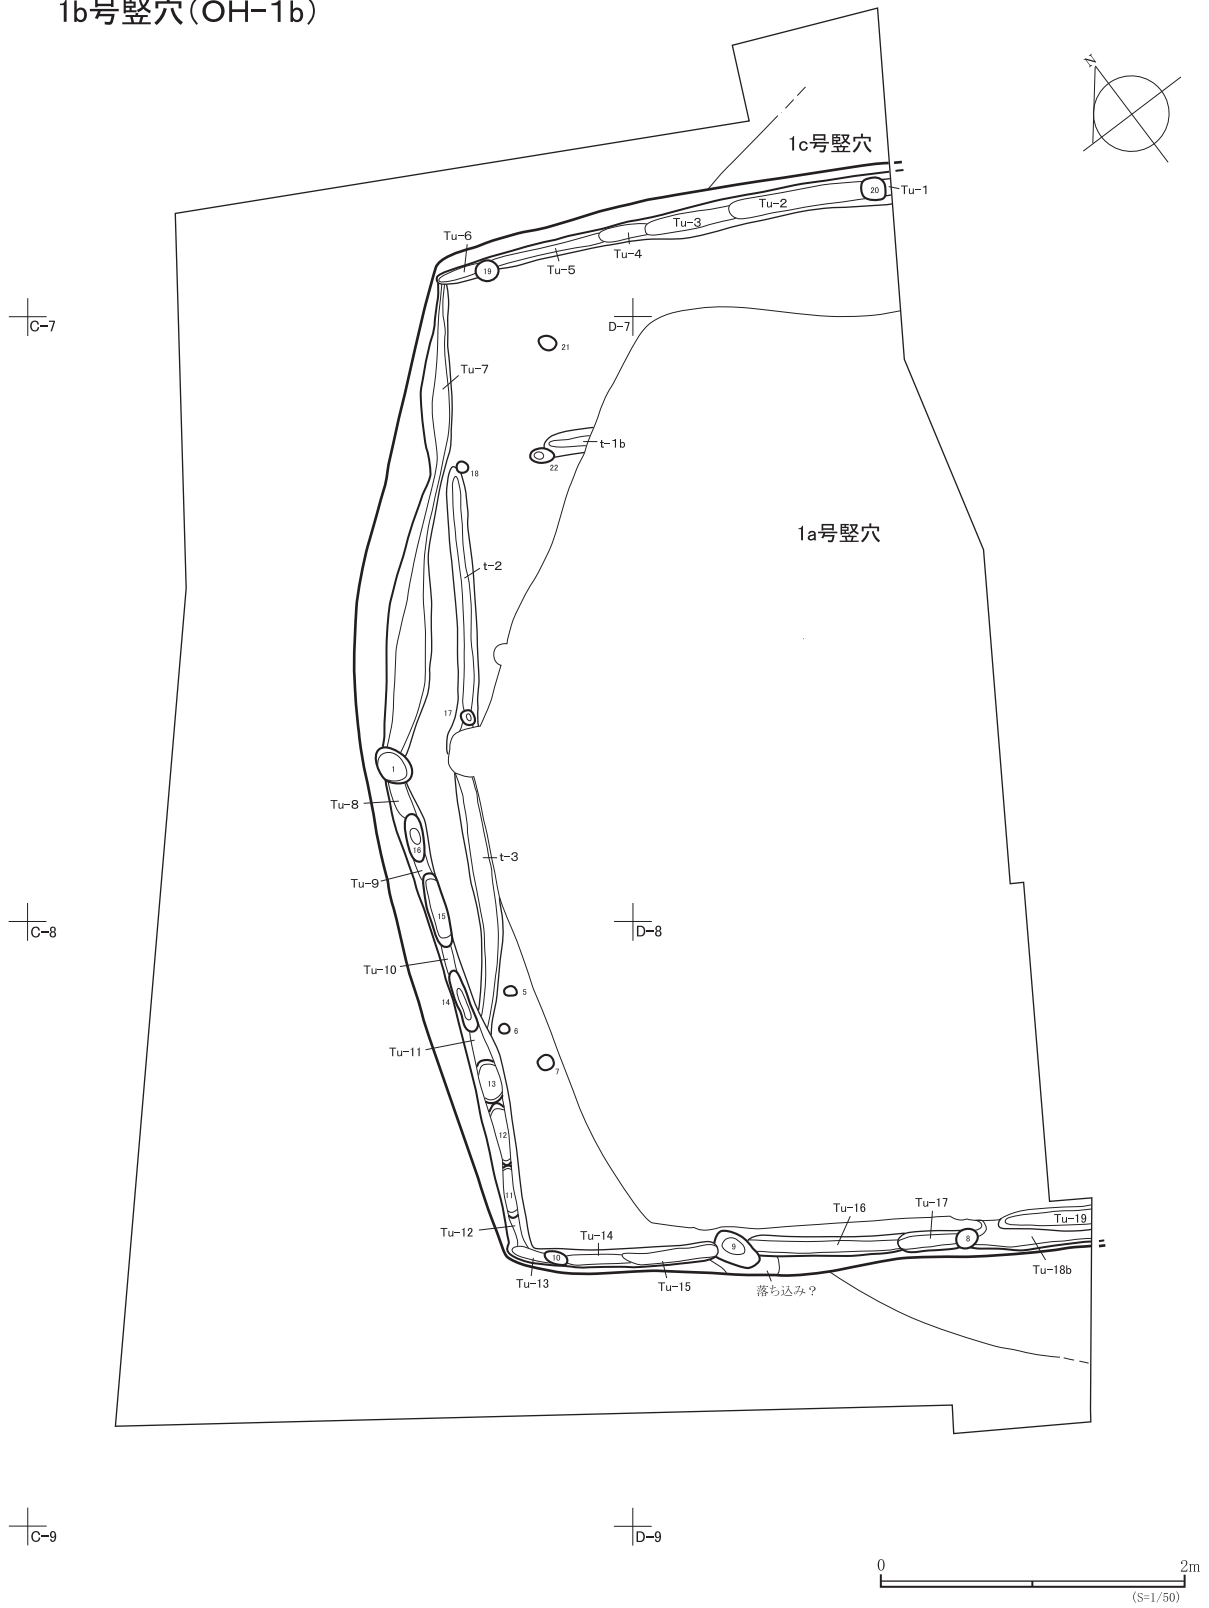 1b号竪穴(OH-1b)
N
1c号竪穴
20
Tu-1
Tu-2
Tu-3
Tu-4
Tu-5
Tu-6
19
C-7
D-7
21
Tu-7
t-1b
22
18
1a号竪穴
t-2
17
1
Tu-8
16
t-3
Tu-9
15
C-8
D-8
Tu-10
14
5
6
Tu-11
7
13
12
11
Tu-12
Tu-14
Tu-16
Tu-17
Tu-19
10
9
8
Tu-13
Tu-15
落ち込み?
Tu-18b
C-9
D-9
0
2m
(S=1/50)